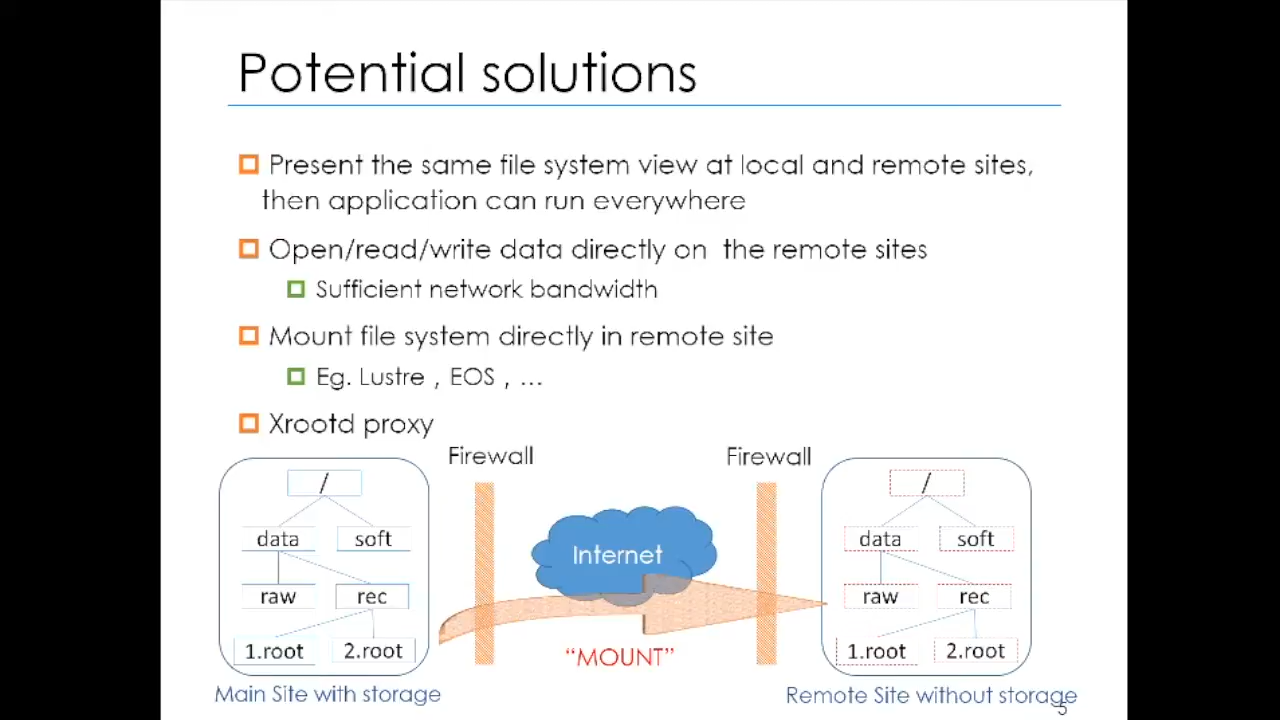 Potential solutions
Present the same file system view at local and remote sites,
then application can run everywhere
Open/read/write data directly on the remote sites
Sufficient network bandwidth
Mount file system directly in remote site
Eg. Lustre , EOS , ...
Xrootd proxy
Firewall
Firewall
/
data
soft
raw
rec
1.root
2.root
Main Site with storage
Internet
"MOUNT"
/
data
soft
raw
rec
1.root
2.root
Remote Site without storage
5